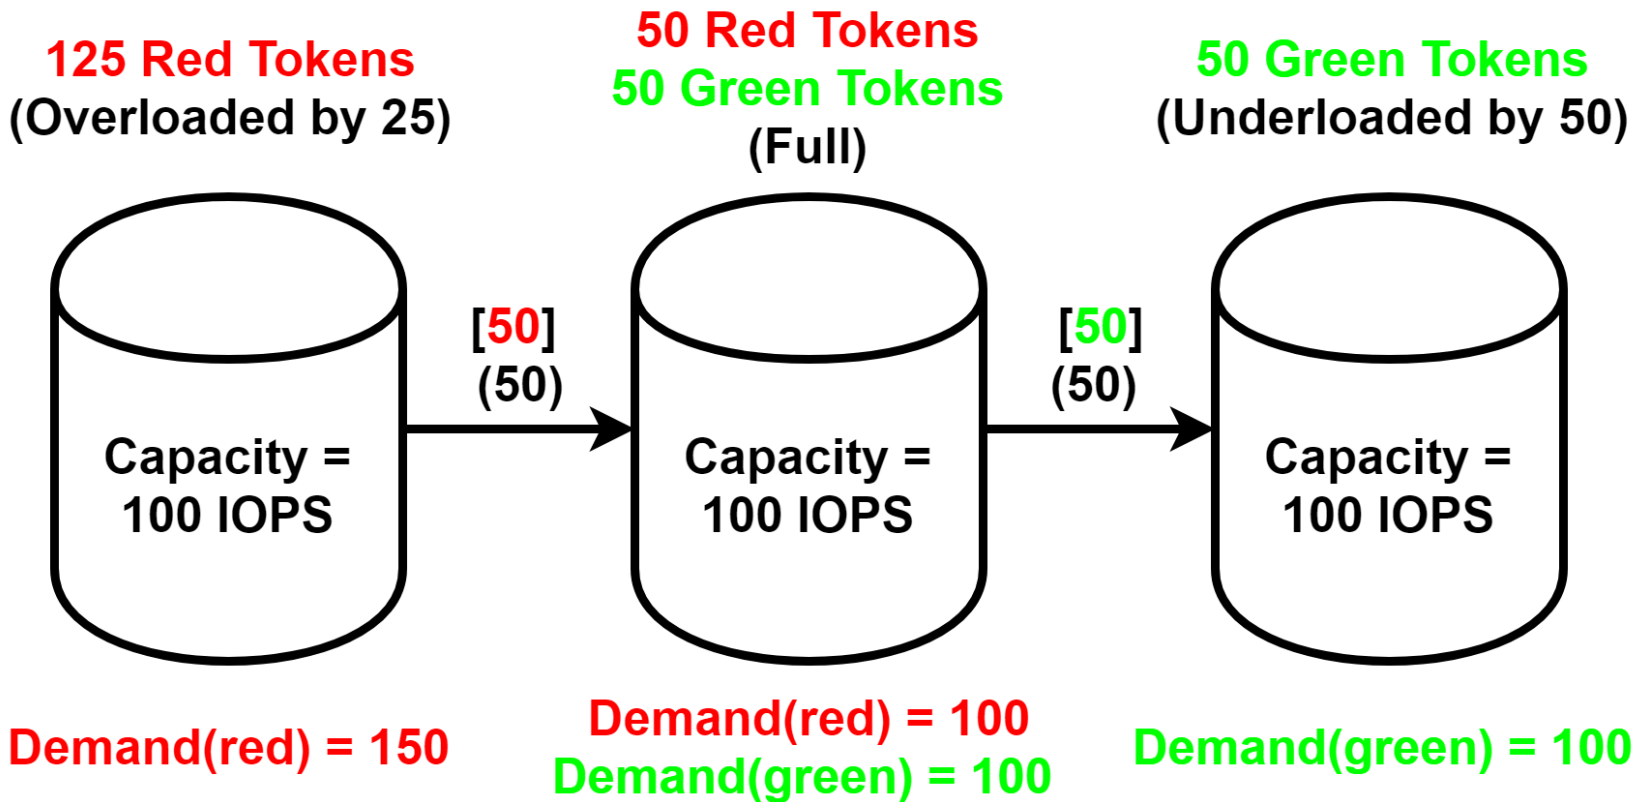 125 Red Tokens
(Overloaded by 25)
50 Red Tokens
50 Green Tokens
(Full)
50 Green Tokens
(Underloaded by 50)
[50]
(50)
[50]
(50)
Capacity =
100 IOPS
Capacity =
100 IOPS
Capacity =
100 IOPS
Demand(red) = 150
Demand(red) = 100
Demand(green) = 100
Demand(green) = 100